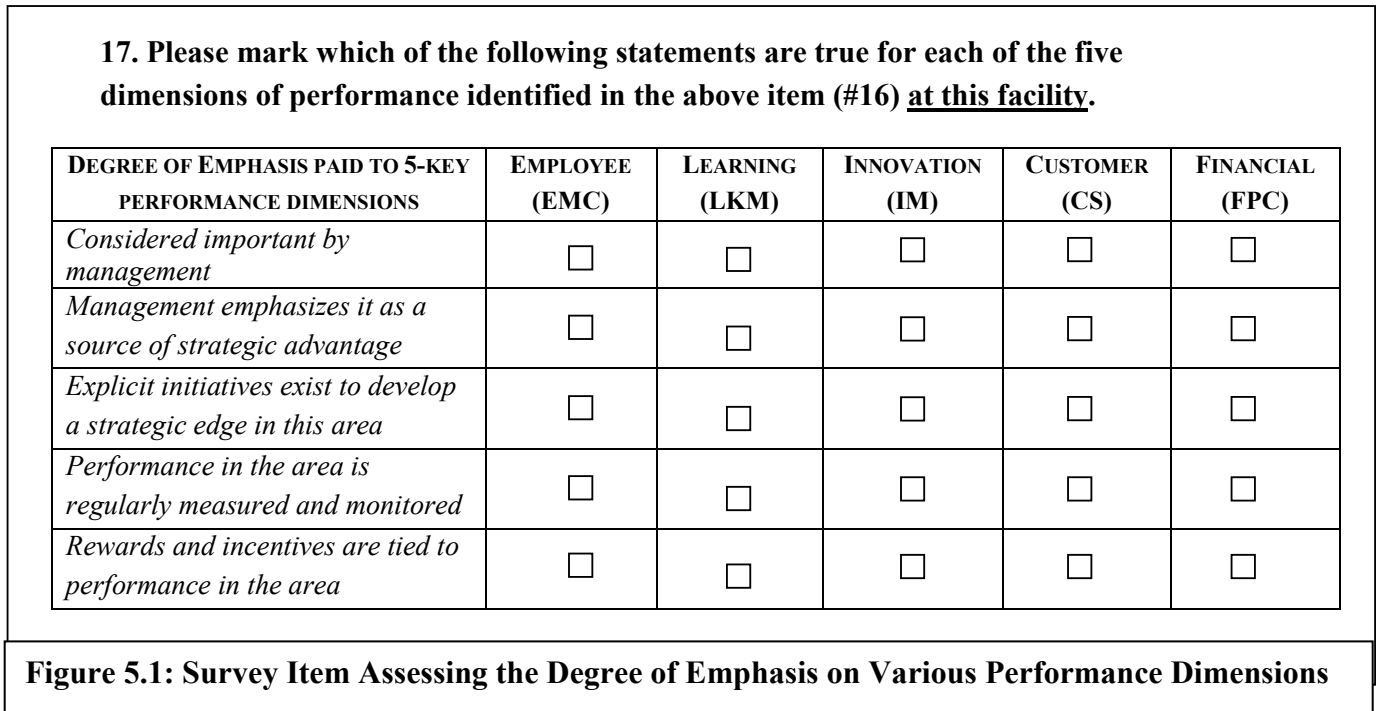 17. Please mark which of the following statements are true for each of the five
dimensions of performance identified in the above item (#16) at this facility.
DEGREE OF EMPHASIS PAID TO 5-KEY PERFORMANCE DIMENSIONS EMPLOYEE (EMC) LEARNING (LKM) INNOVATION (IM) CUSTOMER (CS) FINANCIAL (FPC)
Considered important by
management
☐ ☐ ☐ ☐ ☐
Management emphasizes it as a
source of strategic advantage
☐ ☐ ☐ ☐ ☐
Explicit initiatives exist to develop
a strategic edge in this area
☐ ☐ ☐ ☐ ☐
Performance in the area is
regularly measured and monitored
☐ ☐ ☐ ☐ ☐
Rewards and incentives are tied to
performance in the area
☐ ☐ ☐ ☐ ☐
Figure 5.1: Survey Item Assessing the Degree of Emphasis on Various Performance Dimensions